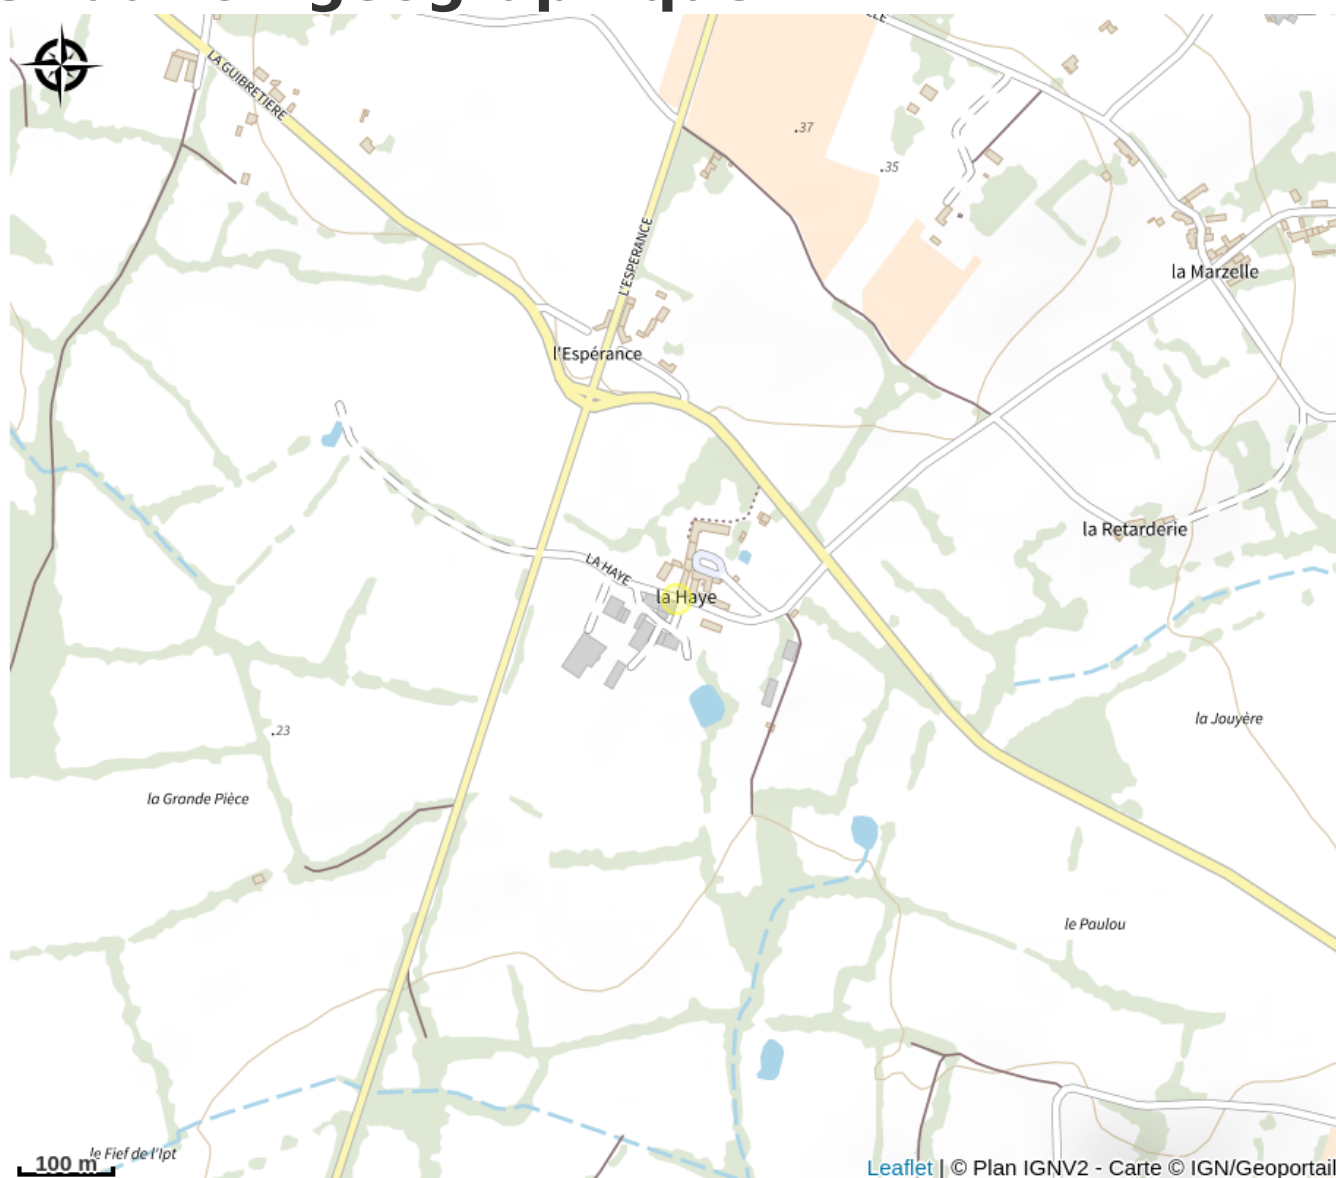 LA GUIBRETIERE
.37
.35
L'ESPERANCE
la Marzelle
l'Espérance
la Retarderie
LA HAYE
la Haye
la Jouyère
.23
la Grande Pièce
le Paulou
le Fief de l'Ipt
100 m
Leaflet | © Plan IGNV2 - Carte © IGN/Geoportail